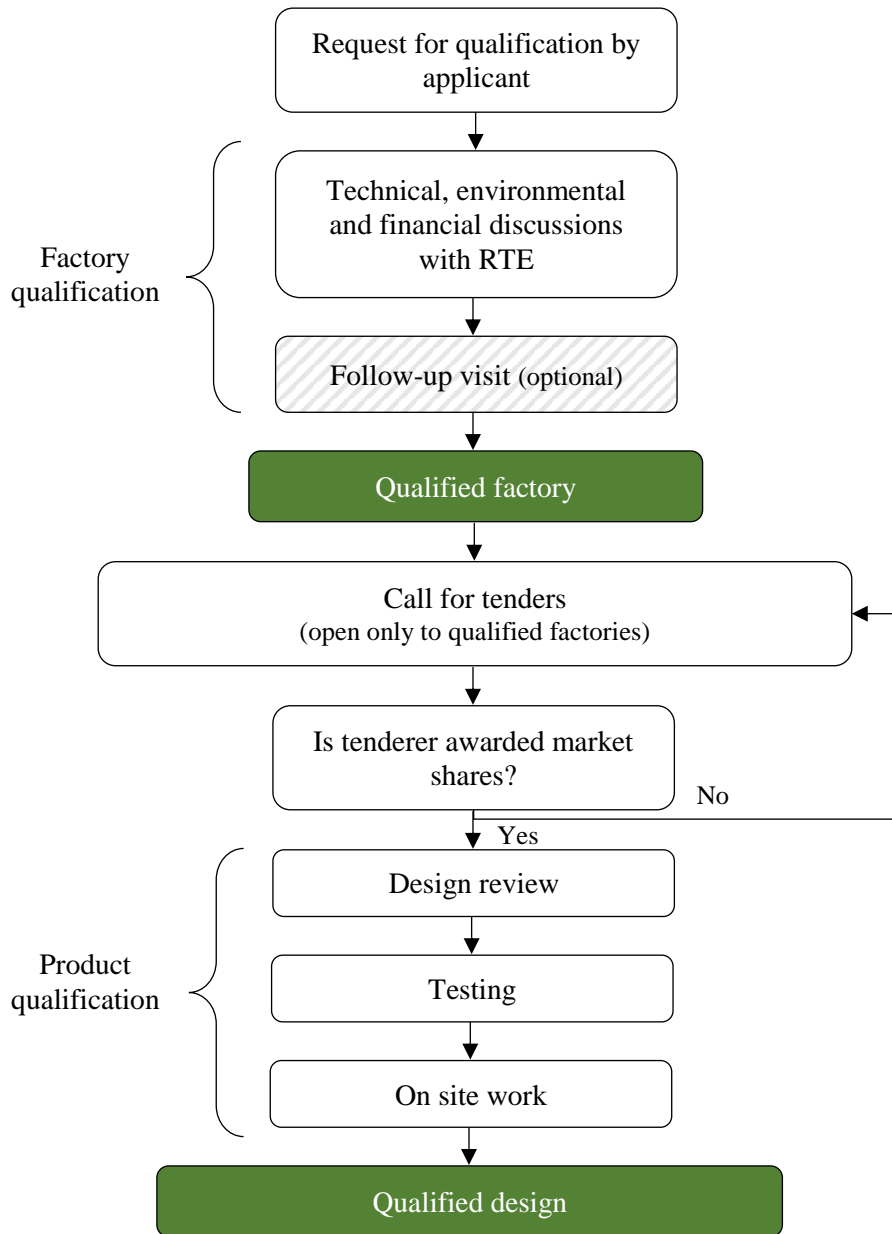 Request for qualification by
applicant
Technical, environmental
and financial discussions
with RTE
Factory
qualification
Follow-up visit (optional)
Qualified factory
Call for tenders
(open only to qualified factories)
Is tenderer awarded market
shares?
No
Yes
Design review
Product
qualification
Testing
On site work
Qualified design